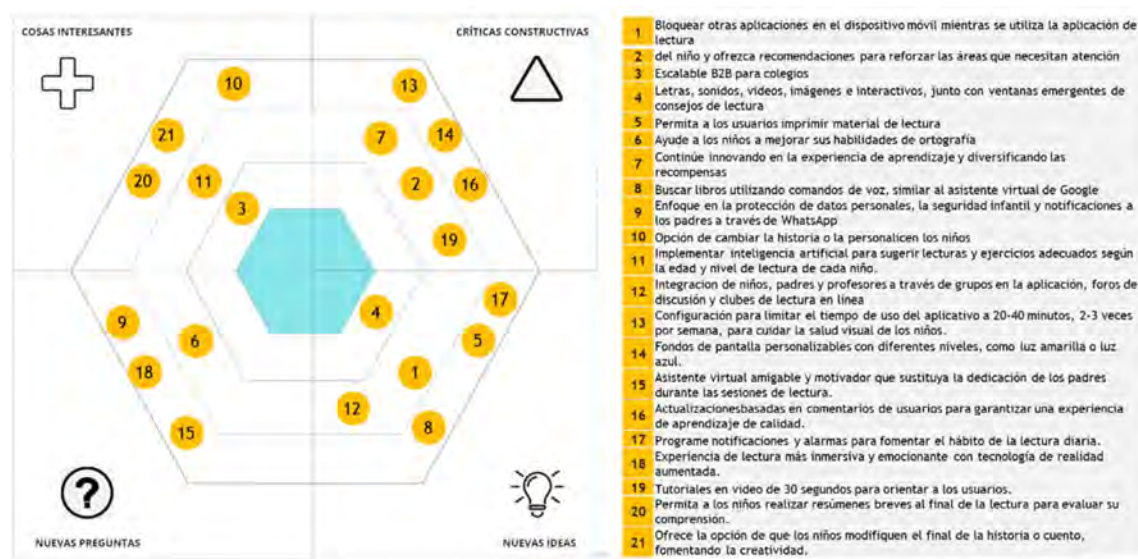 COSAS INTERESANTES
CRÍTICAS CONSTRUCTIVAS
10
13
21
7
14
20
11
2
16
3
19
17
4
9
6
5
18
1
12
15
8
?
NUEVAS PREGUNTAS
NUEVAS IDEAS
1 Bloquear otras aplicaciones en el dispositivo móvil mientras se utiliza la aplicación de
lectura
2 del niño y ofrezca recomendaciones para reforzar las áreas que necesitan atención
3 Escalable B2B para colegios
4 Letras, sonidos, videos, imágenes e interactivos, junto con ventanas emergentes de
consejos de lectura
5 Permita a los usuarios imprimir material de lectura
6 Ayude a los niños a mejorar sus habilidades de ortografía
7 Continúe innovando en la experiencia de aprendizaje y diversificando las
recompensas
8 Buscar libros utilizando comandos de voz, similar al asistente virtual de Google
9 Enfoque en la protección de datos personales, la seguridad infantil y notificaciones a
los padres a través de WhatsApp
10 Opción de cambiar la historia o la personalicen los niños
11 Implementar inteligencia artificial para sugerir lecturas y ejercicios adecuados según
la edad y nivel de lectura de cada niño.
12 Integracion de niños, padres y profesores a través de grupos en la aplicación, foros de
discusión y clubes de lectura en línea
13 Configuración para limitar el tiempo de uso del aplicativo a 20-40 minutos, 2-3 veces
por semana, para cuidar la salud visual de los niños.
14 Fondos de pantalla personalizables con diferentes niveles, como luz amarilla o luz
azul.
15 Asistente virtual amigable y motivador que sustituya la dedicación de los padres
durante las sesiones de lectura.
16 Actualizacionesbasadas en comentarios de usuarios para garantizar una experiencia
de aprendizaje de calidad.
17 Programe notificaciones y alarmas para fomentar el hábito de la lectura diaria.
18 Experiencia de lectura más inmersiva y emocionante con tecnología de realidad
aumentada.
19 Tutoriales en video de 30 segundos para orientar a los usuarios.
20 Permita a los niños realizar resúmenes breves al final de la lectura para evaluar su
comprensión.
21 Ofrece la opción de que los niños modifiquen el final de la historia o cuento,
fomentando la creatividad.